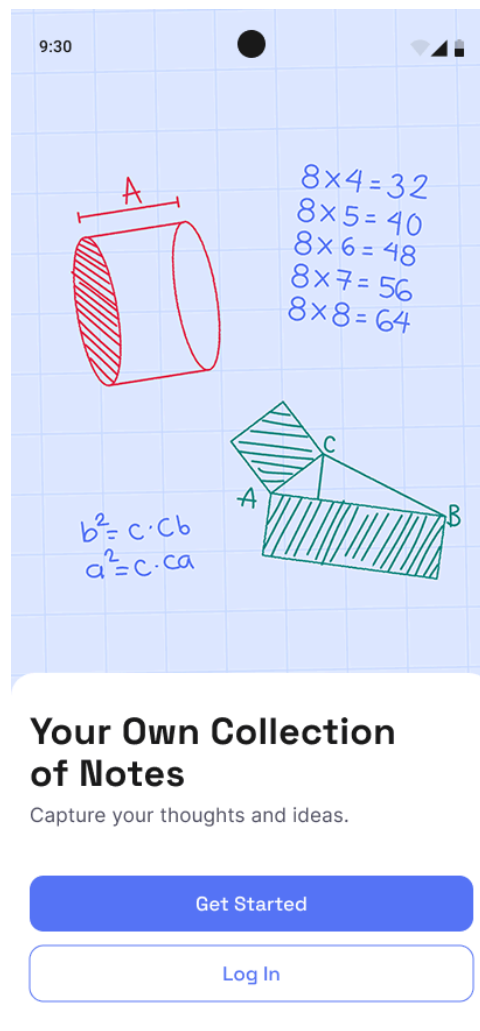 9:30
A
8×4=32
8×5=40
8×6=48
8×7=56
8×8=64
C
A
B
b²=c·cb
a²=c·ca
Your Own Collection
of Notes
Capture your thoughts and ideas.
Get Started
Log In